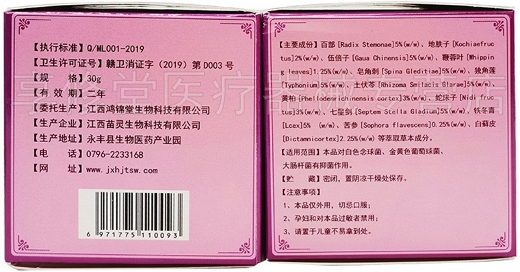 【执行标准】Q/ML001-2019
【卫生许可证号】赣卫消证字（2019）第D003号
【规　　格】30g
【有 效 期】二年
【委托生产】江西鸿锦堂生物科技有限公司
【生产企业】江西苗灵生物科技有限公司
【生产地址】永丰县生物医药产业园
【电　　话】0796-2233168
【网　　址】www.jxhjtsw.com
6 971775 110093
【主要成份】百部[Radix Stemonae]5%(w/w)、地肤子[Kochiaefruc
tus]2%(w/w)、伍倍子[Gaua Chinensis]5%(w/w)、鞭蓉叶[Whippin
g leaves]1.25%(w/w)、皂角刺[Spina Gleditsiae]5%(w/w)、独角莲
[Typhonium]5%(w/w)、土伏苓[Rhizoma Smilacis Glarae]5%(w/w)、
黄柏[Phellodenrichinensis cortex]3%(w/w)、蛇床子[Nidi fruc
tus]3%(w/w)、七星剑[Septem Stella Gladium]5%(w/w)、铁冬青
[Lcex]5% (w/w)、苦参[Sophora flavescens]0.25%(w/w)、白藓皮
[Dictamnicortex]2.25%(w/w)等萃取草本成分。
【适用范围】本品对白色念球菌、金黄色葡萄球菌、
大肠杆菌有抑菌作用。
【贮　　藏】密闭，置阴凉干燥处保存。
【注意事项】
1、本品仅外用，切忌口服；
2、孕妇和对本品过敏者禁用；
3、请置于儿童不易拿到处。